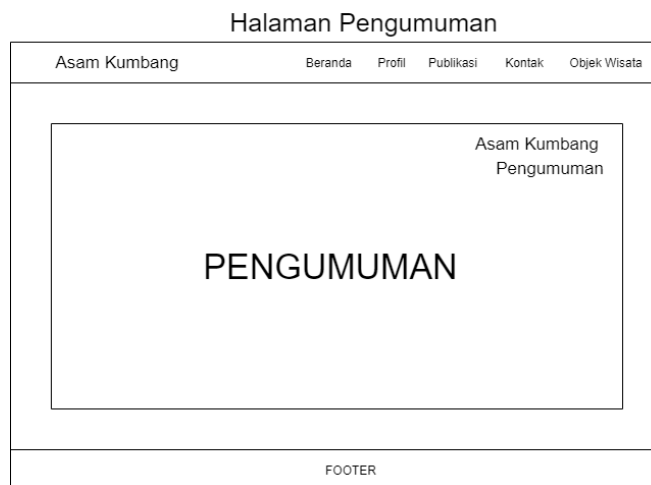 Halaman Pengumuman
Asam Kumbang Beranda Profil Publikasi Kontak Objek Wisata
Asam Kumbang
Pengumuman
PENGUMUMAN
FOOTER